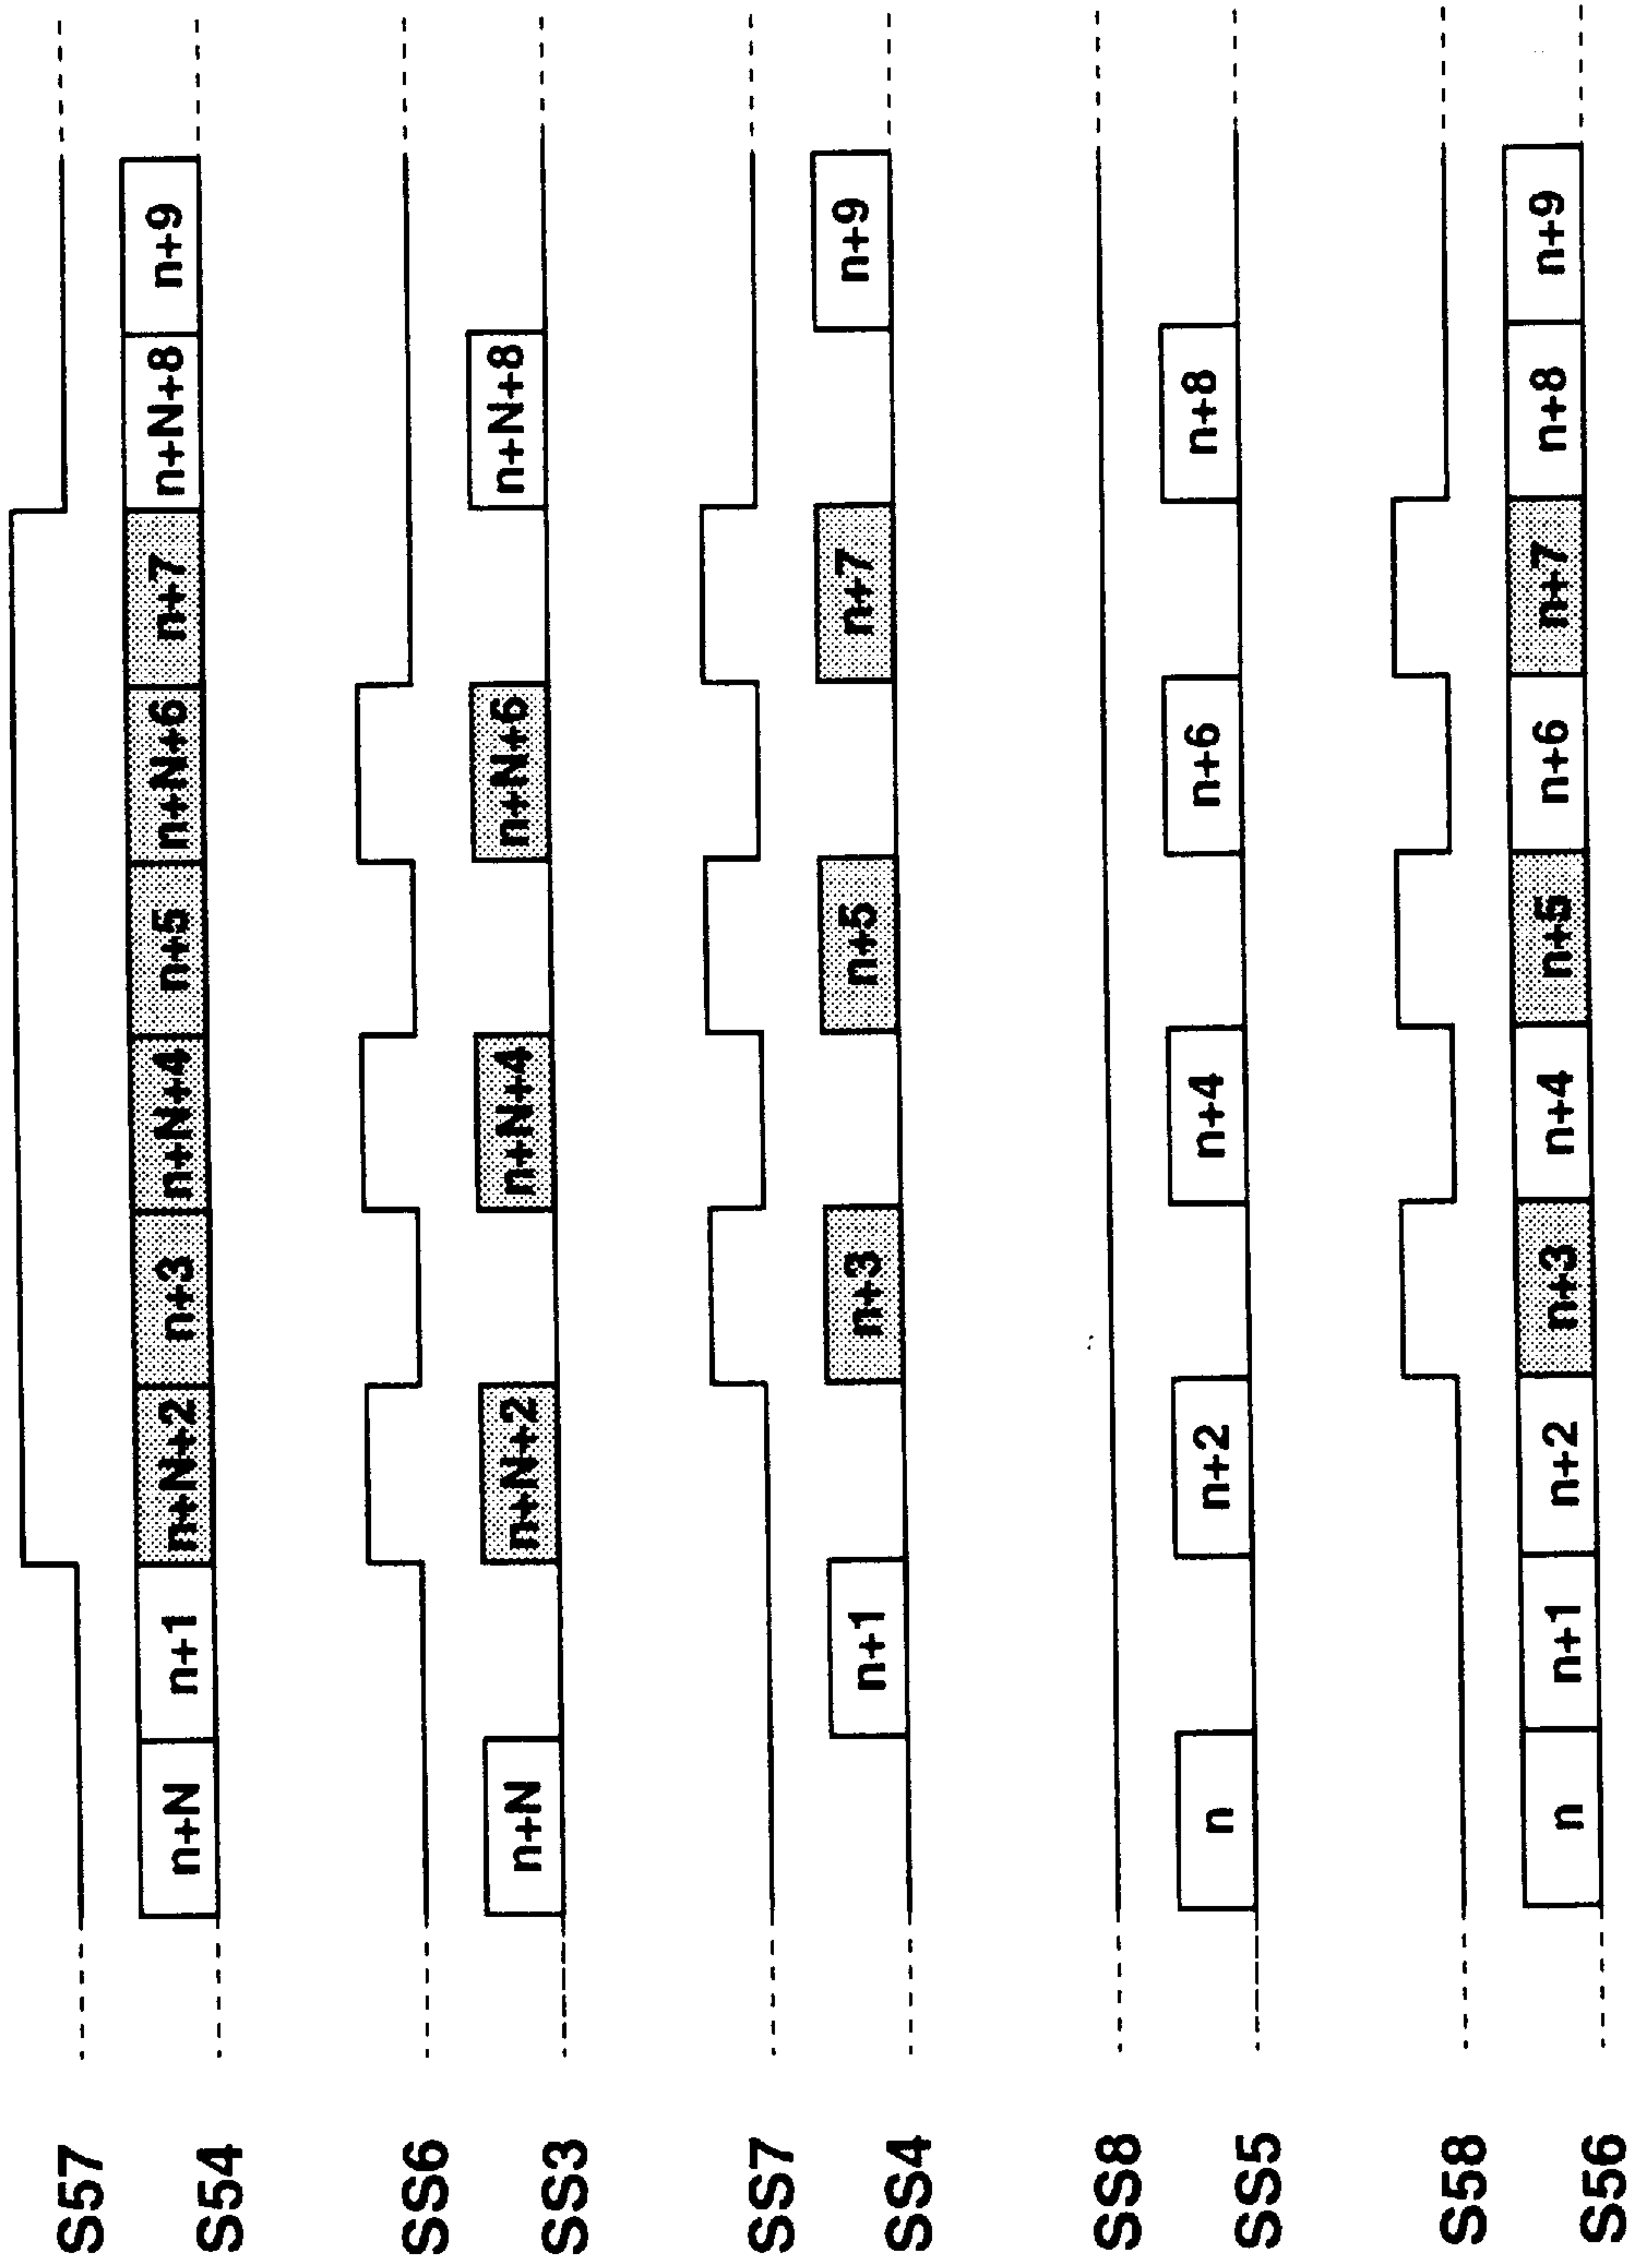 S57
S54 n+N n+1 n+N+2 n+3 n+N+4 n+5 n+N+6 n+7 n+N+8 n+9
SS6
SS3 n+N n+N+2 n+N+4 n+N+6 n+N+8
SS7
SS4 n+1 n+3 n+5 n+7 n+9
SS8
SS5 n n+2 n+4 n+6 n+8
S58
S56 n n+1 n+2 n+3 n+4 n+5 n+6 n+7 n+8 n+9